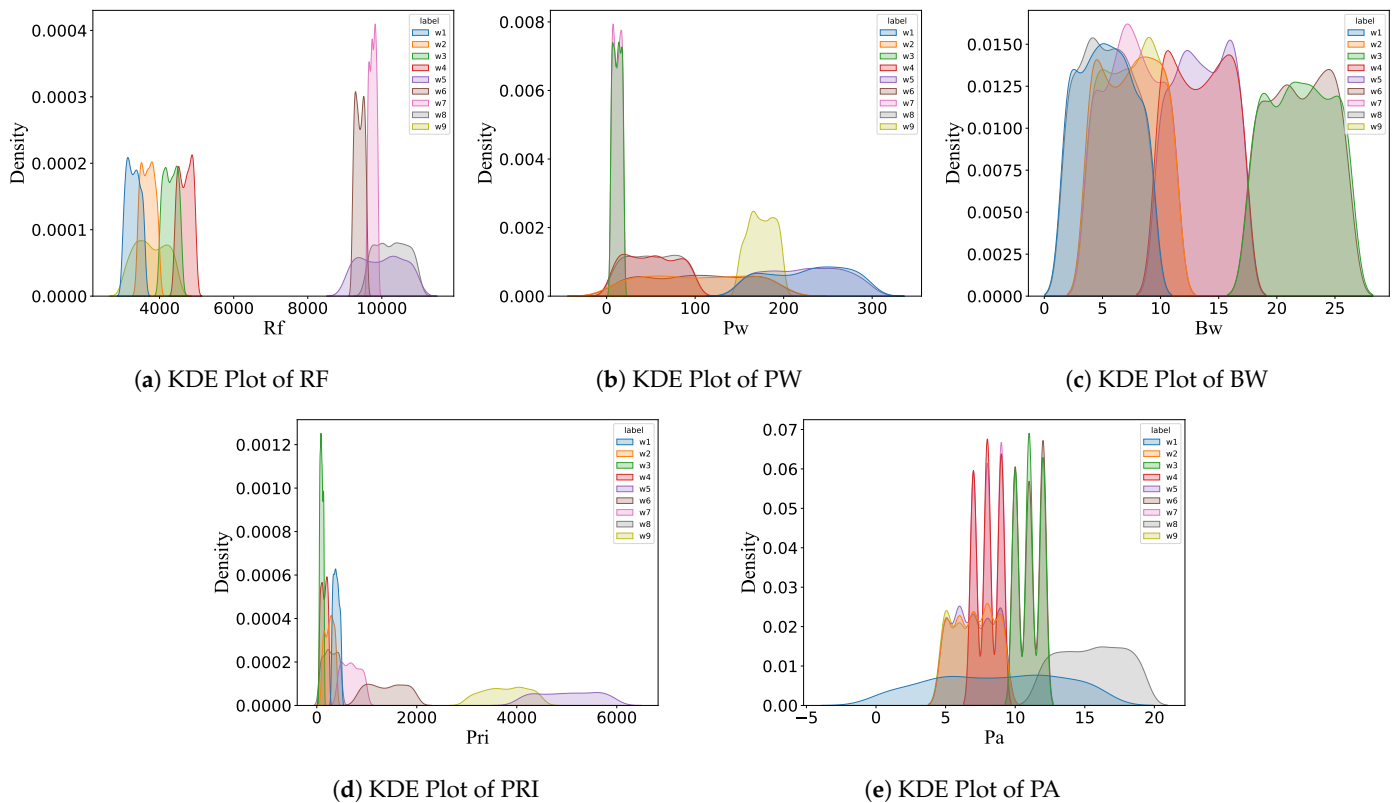 0.0004
0.0003
0.0002
0.0001
0.0000
Density
4000 6000 8000 10000
Rf
label
w1
w2
w3
w4
w5
w6
w7
w8
w9
(a) KDE Plot of RF
0.008
0.006
0.004
0.002
0.000
Density
0 100 200 300
Pw
label
w1
w2
w3
w4
w5
w6
w7
w8
w9
(b) KDE Plot of PW
0.0150
0.0125
0.0100
0.0075
0.0050
0.0025
0.0000
Density
0 5 10 15 20 25
Bw
label
w1
w2
w3
w4
w5
w6
w7
w8
w9
(c) KDE Plot of BW
0.0012
0.0010
0.0008
0.0006
0.0004
0.0002
0.0000
Density
0 2000 4000 6000
Pri
label
w1
w2
w3
w4
w5
w6
w7
w8
w9
(d) KDE Plot of PRI
0.07
0.06
0.05
0.04
0.03
0.02
0.01
0.00
Density
−5 0 5 10 15 20
Pa
label
w1
w2
w3
w4
w5
w6
w7
w8
w9
(e) KDE Plot of PA